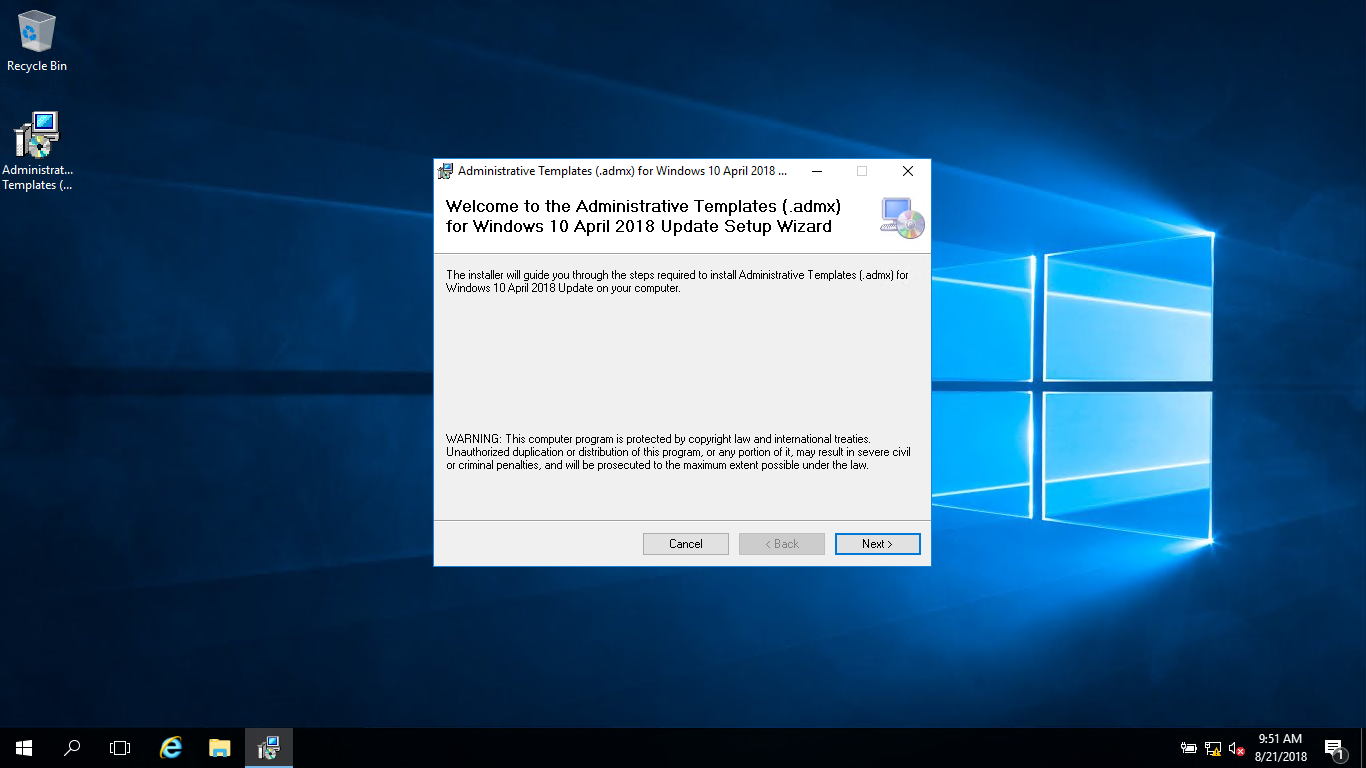 Recycle Bin
Administrat...
Templates (...
Administrative Templates (.admx) for Windows 10 April 2018 ...
Welcome to the Administrative Templates (.admx)
for Windows 10 April 2018 Update Setup Wizard
The installer will guide you through the steps required to install Administrative Templates (.admx) for
Windows 10 April 2018 Update on your computer.
WARNING: This computer program is protected by copyright law and international treaties.
Unauthorized duplication or distribution of this program, or any portion of it, may result in severe civil
or criminal penalties, and will be prosecuted to the maximum extent possible under the law.
Cancel
< Back
Next >
9:51 AM
8/21/2018
1